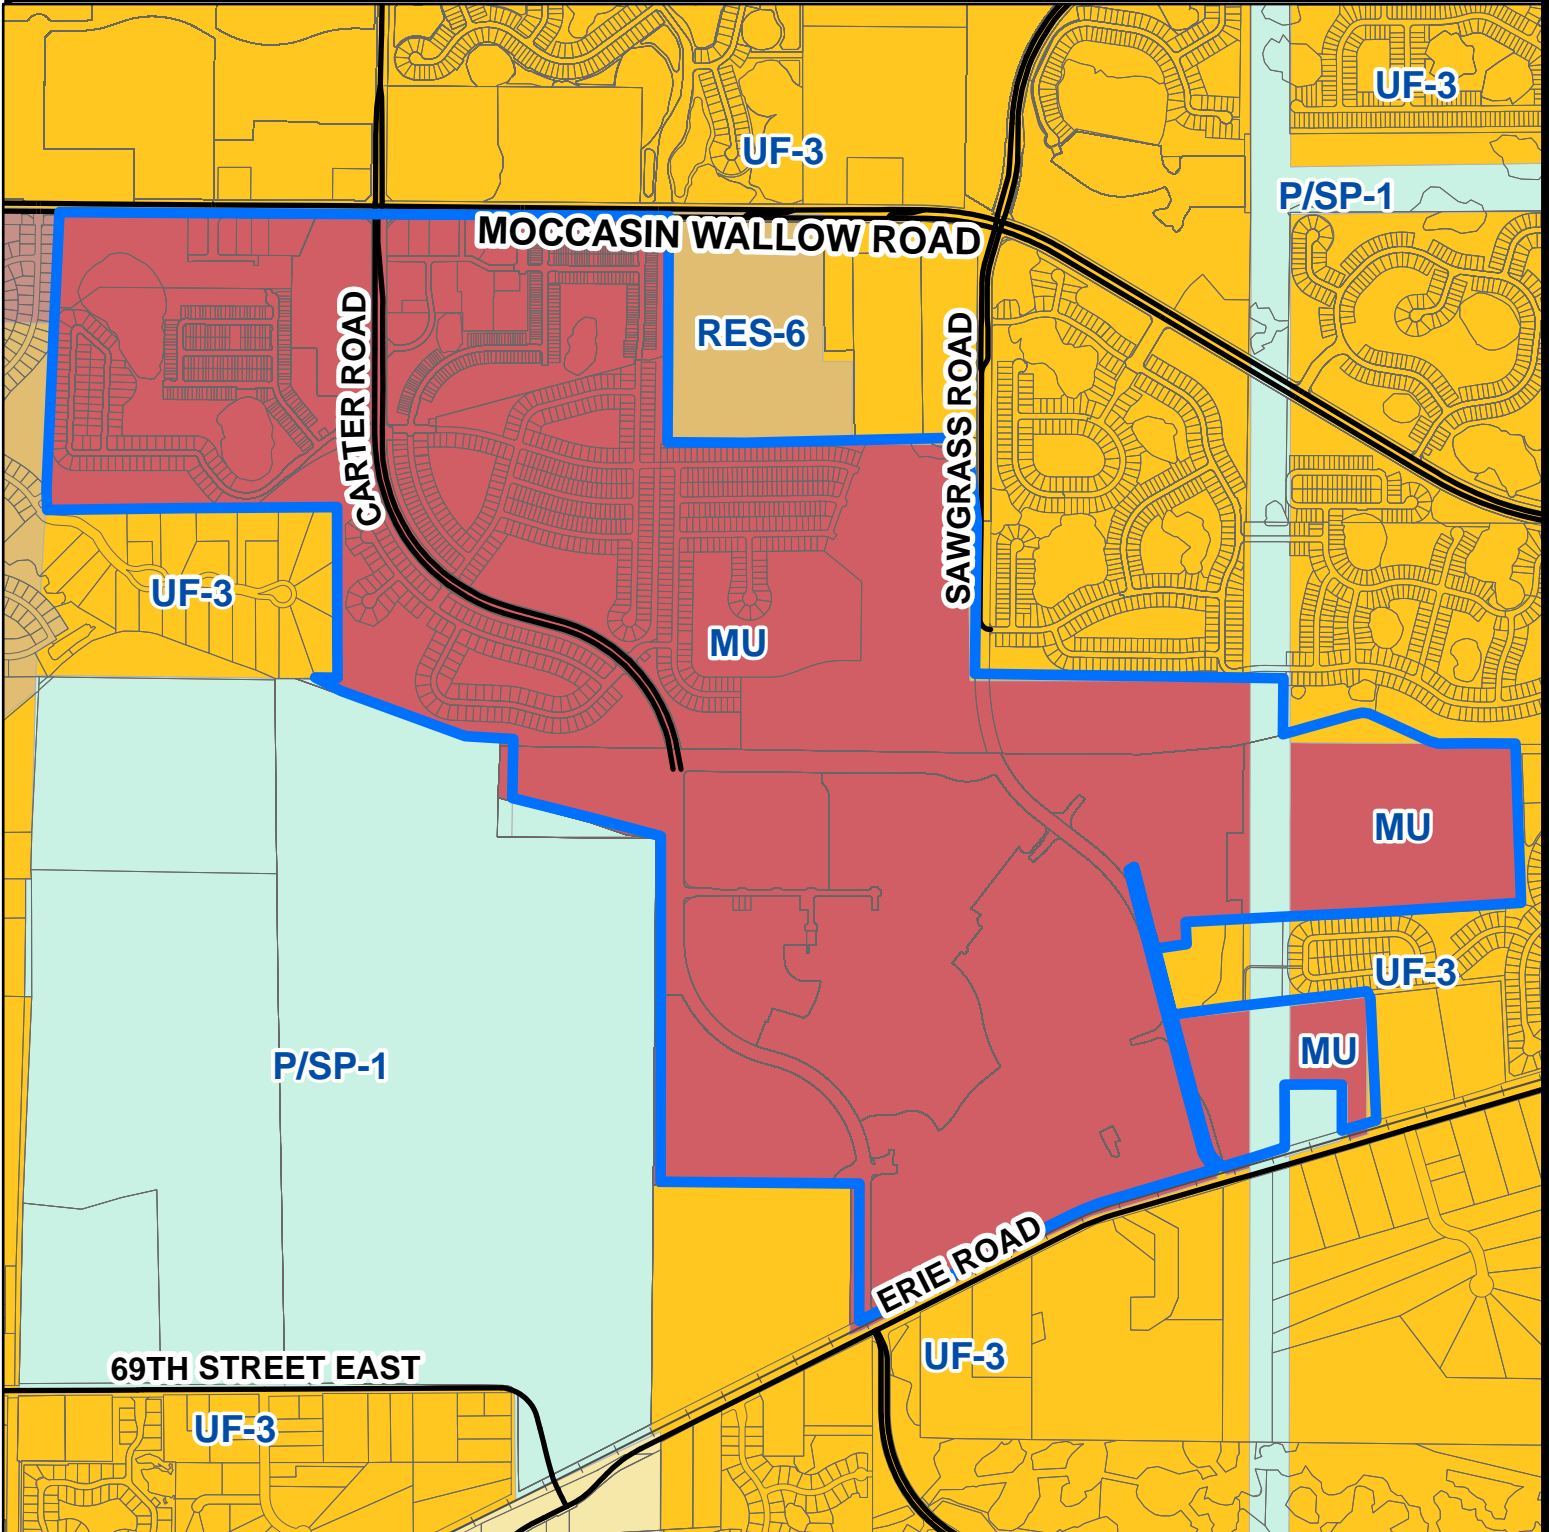 UF-3
UF-3
P/SP-1
MOCCASIN WALLOW ROAD
RES-6
CARTER ROAD
SAWGRASS ROAD
UF-3
MU
MU
UF-3
MU
P/SP-1
ERIE ROAD
UF-3
69TH STREET EAST
UF-3